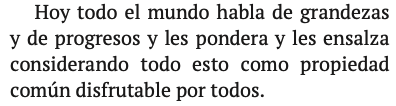 Hoy todo el mundo habla de grandezas
y de progresos y les pondera y les ensalza
considerando todo esto como propiedad
común disfrutable por todos.